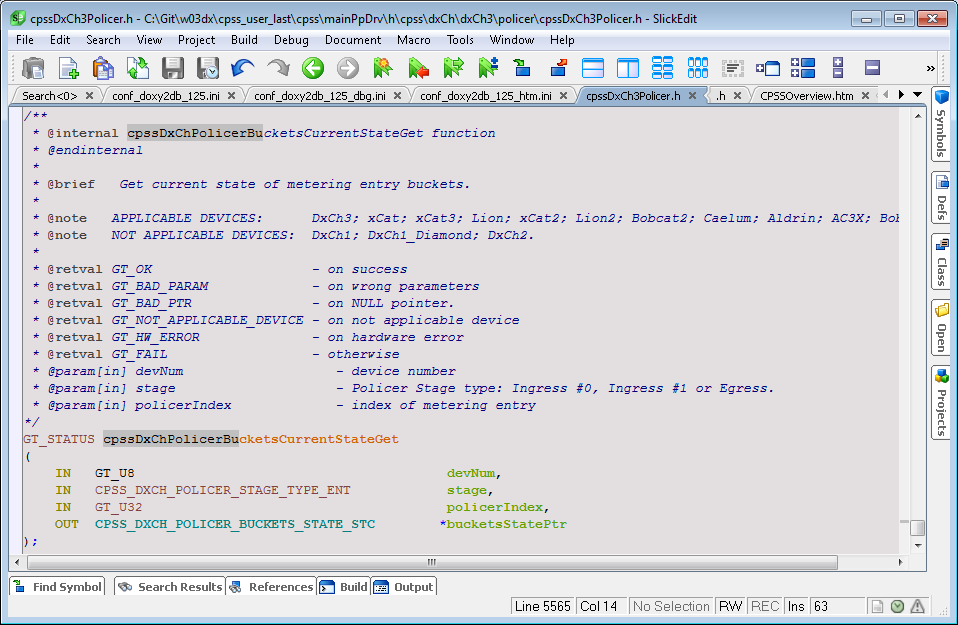 cpssDxCh3Policer.h - C:\Git\w03dx\cpss_user_last\cpss\mainPpDrv\h\cpss\dxCh\dxCh3\policer\cpssDxCh3Policer.h - SlickEdit
File Edit Search View Project Build Debug Document Macro Tools Window Help
Search<0> conf_doxy2db_125.ini conf_doxy2db_125_dbg.ini conf_doxy2db_125_htm.ini cpssDxCh3Policer.h .h CPSSOverview.htm
/**
* @internal cpssDxChPolicerBucketsCurrentStateGet function
* @endinternal
*
* @brief   Get current state of metering entry buckets.
*
* @note   APPLICABLE DEVICES:      DxCh3; xCat; xCat3; Lion; xCat2; Lion2; Bobcat2; Caelum; Aldrin; AC3X; Bob
* @note   NOT APPLICABLE DEVICES:  DxCh1; DxCh1_Diamond; DxCh2.
*
* @retval GT_OK                    - on success
* @retval GT_BAD_PARAM             - on wrong parameters
* @retval GT_BAD_PTR               - on NULL pointer.
* @retval GT_NOT_APPLICABLE_DEVICE - on not applicable device
* @retval GT_HW_ERROR              - on hardware error
* @retval GT_FAIL                  - otherwise
* @param[in] devNum                   - device number
* @param[in] stage                    - Policer Stage type: Ingress #0, Ingress #1 or Egress.
* @param[in] policerIndex             - index of metering entry
*/
GT_STATUS cpssDxChPolicerBucketsCurrentStateGet
(
IN   GT_U8                                       devNum,
IN   CPSS_DXCH_POLICER_STAGE_TYPE_ENT            stage,
IN   GT_U32                                      policerIndex,
OUT  CPSS_DXCH_POLICER_BUCKETS_STATE_STC        *bucketsStatePtr
);
Symbols
Defs
Class
Open
Projects
Find Symbol Search Results References Build Output
Line 5565 Col 14 No Selection RW REC Ins 63